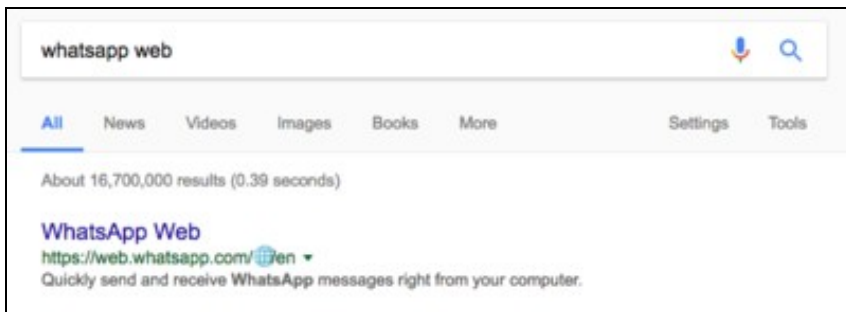 whatsapp web
All News Videos Images Books More Settings Tools
About 16,700,000 results (0.39 seconds)
WhatsApp Web
https://web.whatsapp.com/🌐/en
Quickly send and receive WhatsApp messages right from your computer.